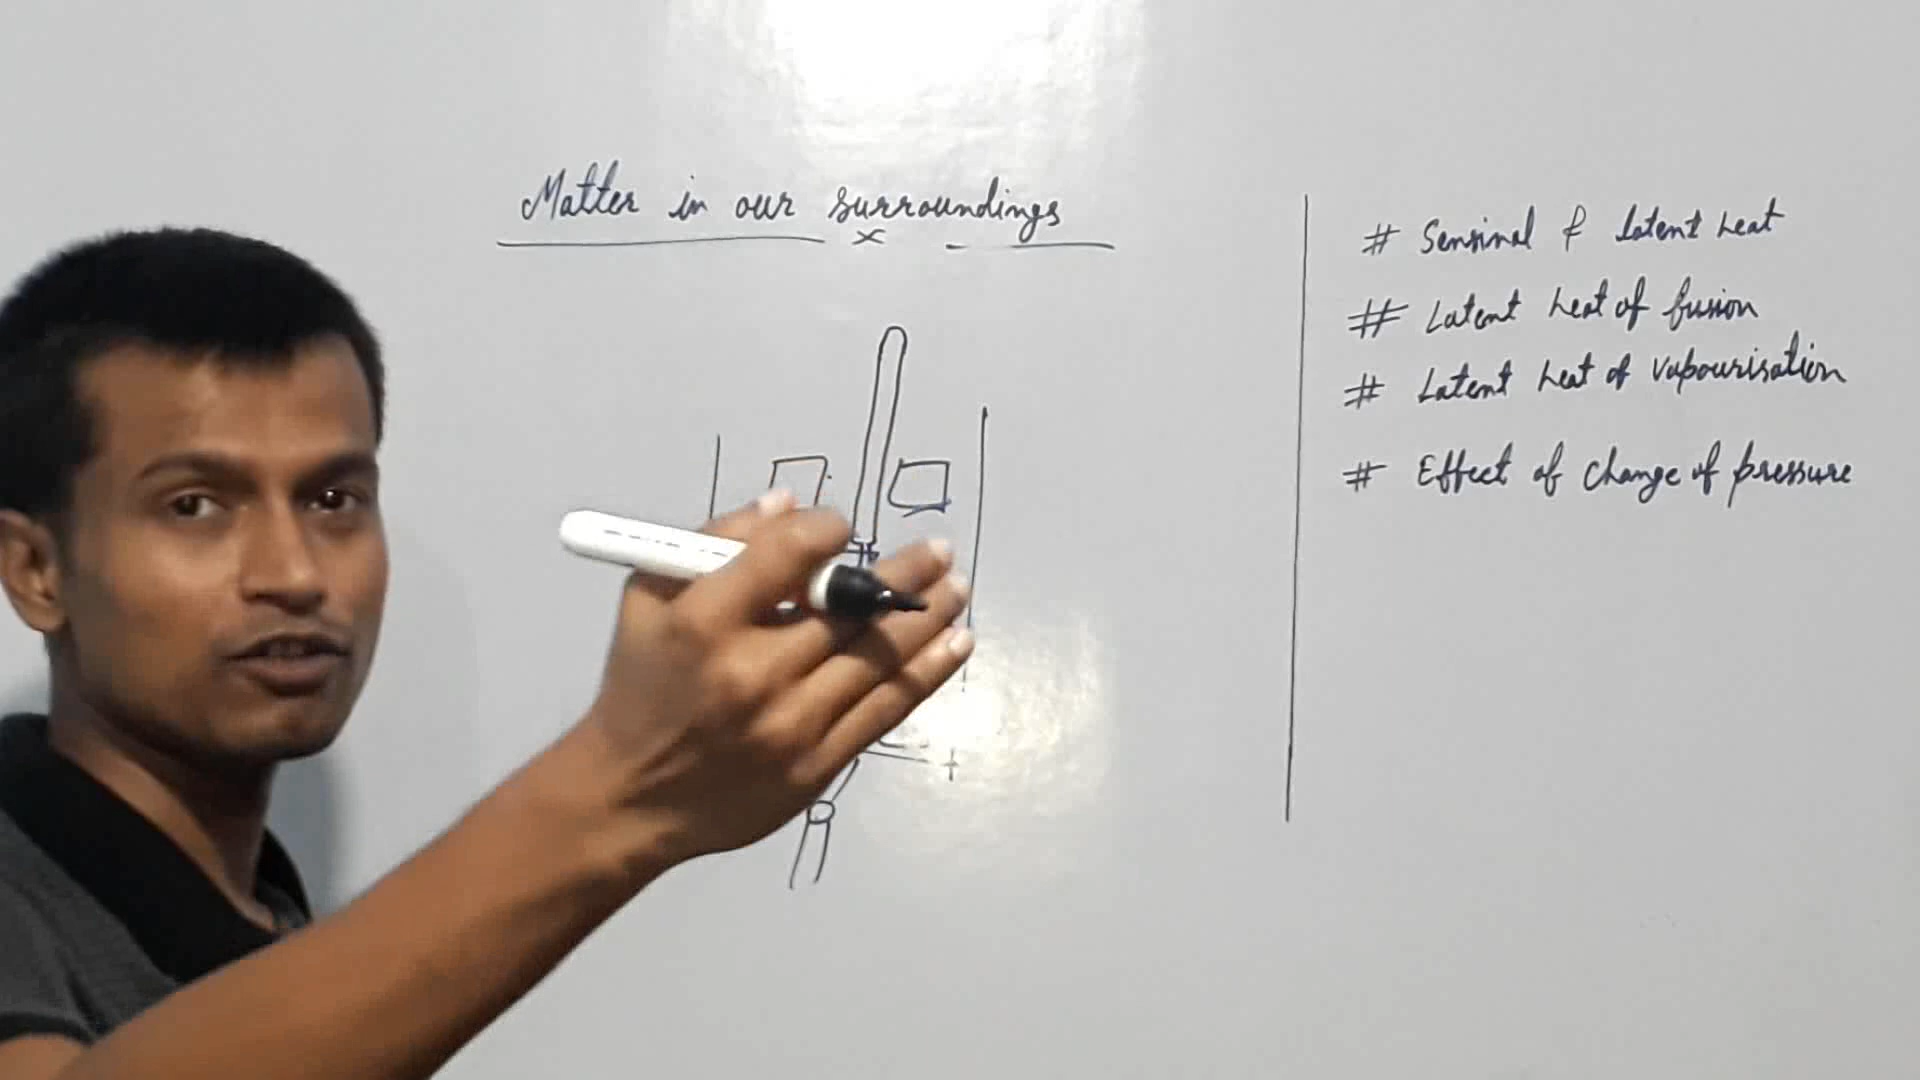 Matter in our surroundings
# Sensinal & Latent heat
# Latent heat of fusion
# Latent heat of vapourisation
# Effect of change of pressure